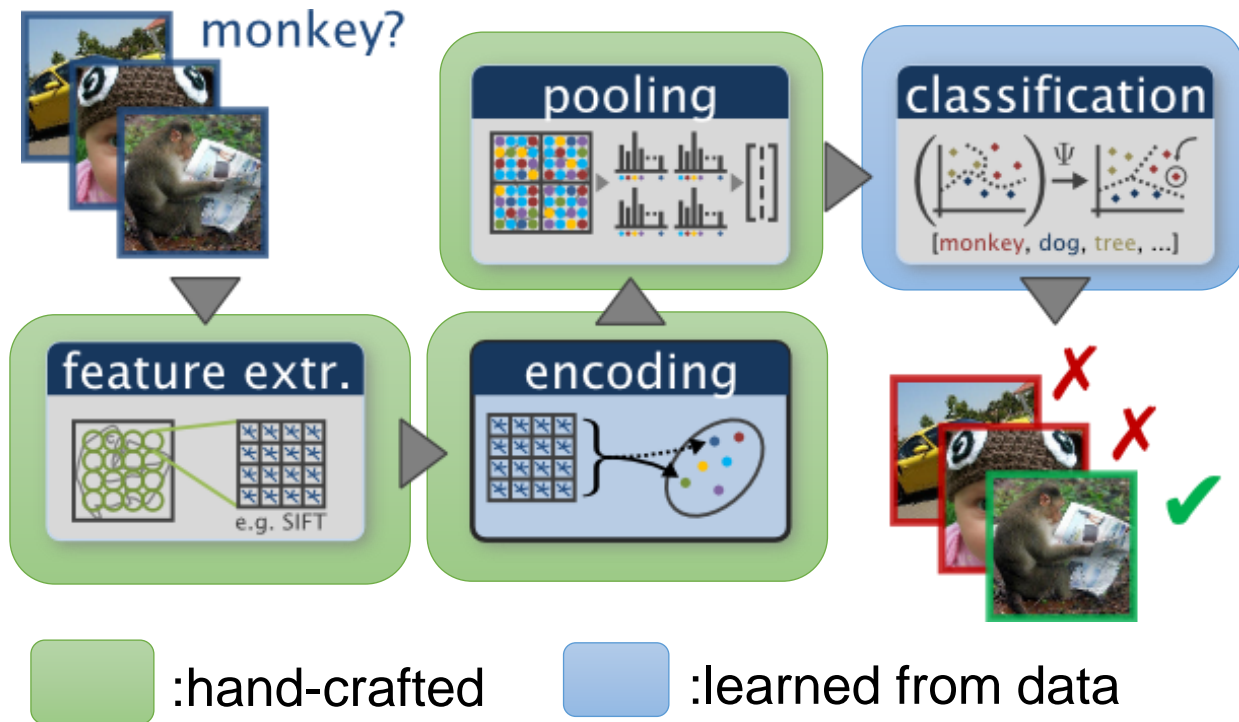 monkey?
feature extr.
e.g. SIFT
encoding
pooling
classification
Ψ
[monkey, dog, tree, ...]
:hand-crafted
:learned from data